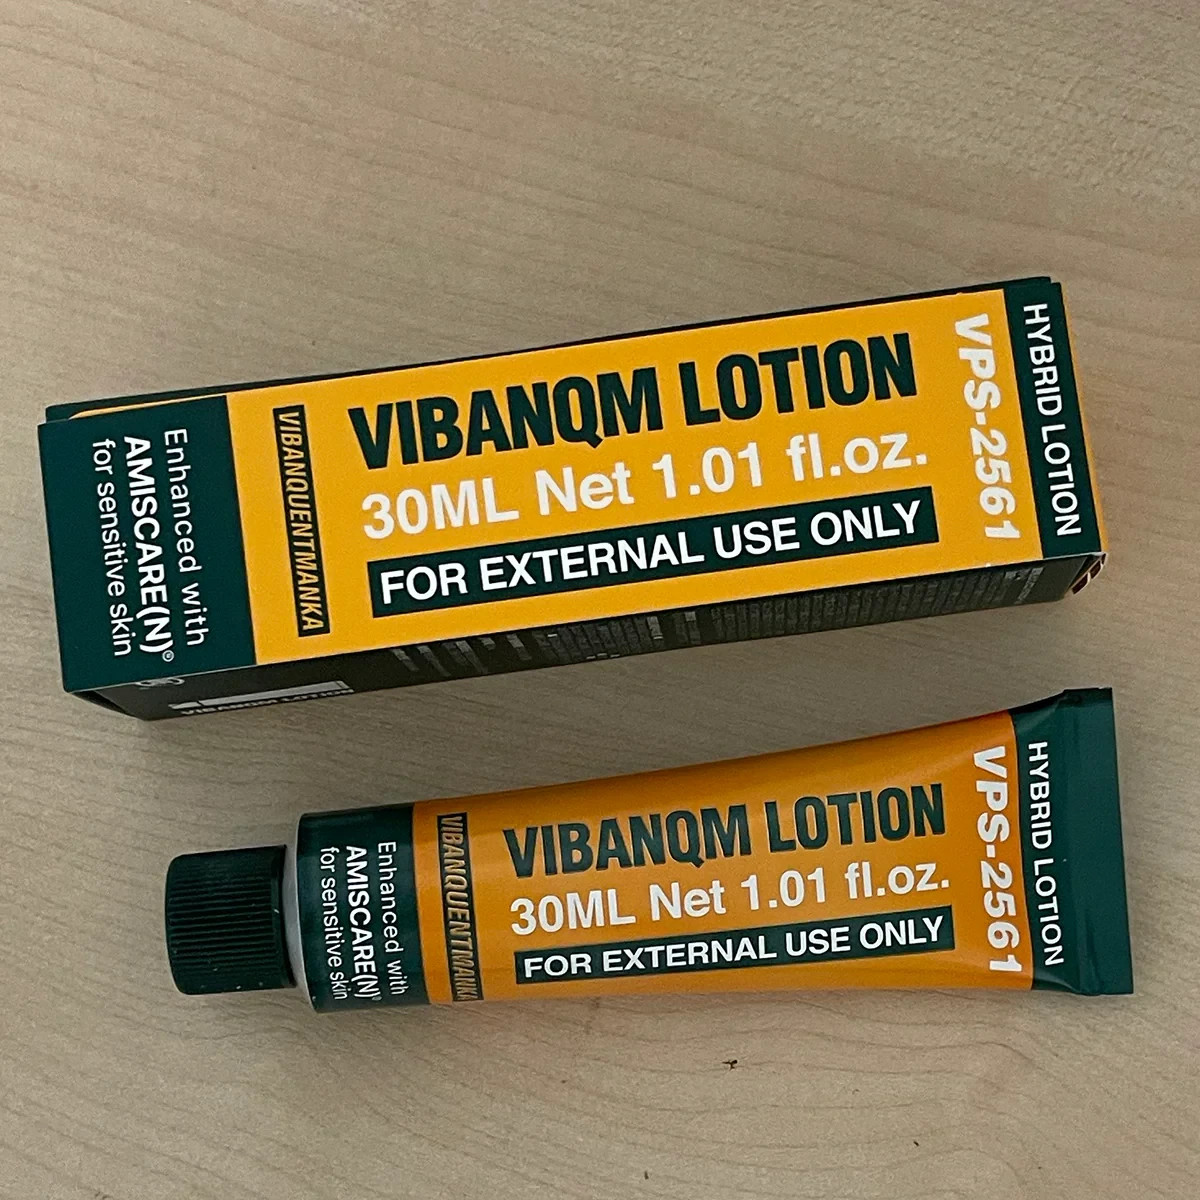 Enhanced with
AMISCARE(N)®
for sensitive skin
VIBANQUENTMANKA
VIBANQM LOTION
30ML Net 1.01 fl.oz.
FOR EXTERNAL USE ONLY
VPS-2561
HYBRID LOTION
VIBANQM LOTION
Enhanced with
AMISCARE(N)®
for sensitive skin
VIBANQUENTMANKA
VIBANQM LOTION
30ML Net 1.01 fl.oz.
FOR EXTERNAL USE ONLY
VPS-2561
HYBRID LOTION